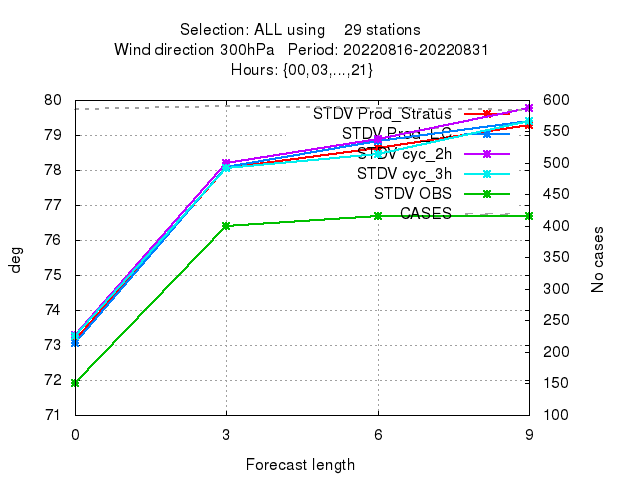 Selection: ALL using    29 stations
Wind direction 300hPa   Period: 20220816-20220831
Hours: {00,03,...,21}
80
79
78
77
76
75
74
73
72
71
deg
STDV Prod_Stratus
STDV Prod_EC
STDV cyc_2h
STDV cyc_3h
STDV OBS
CASES
600
550
500
450
400
350
300
250
200
150
100
No cases
0
3
6
9
Forecast length